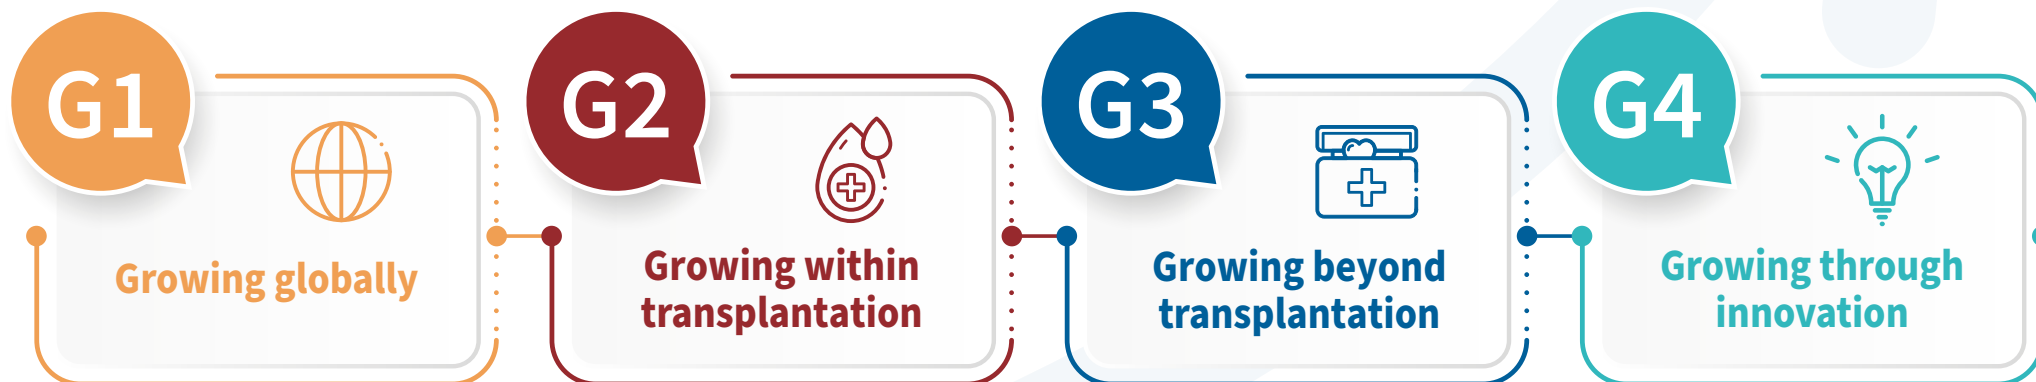 G1
Growing globally
G2
Growing within
transplantation
G3
Growing beyond
transplantation
G4
Growing through
innovation